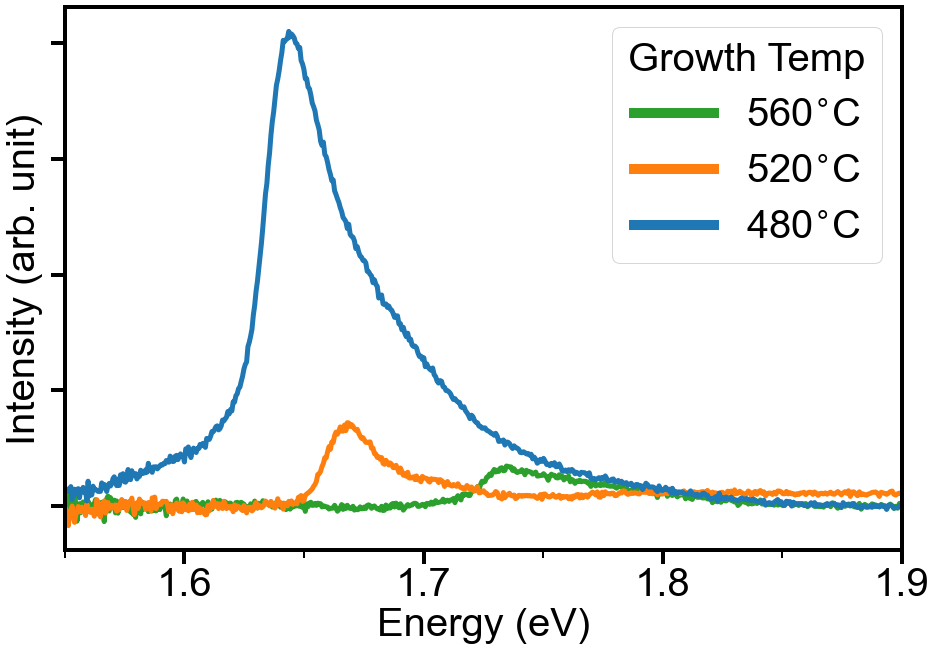 Intensity (arb. unit)
Growth Temp
560°C
520°C
480°C
1.6 1.7 1.8 1.9
Energy (eV)